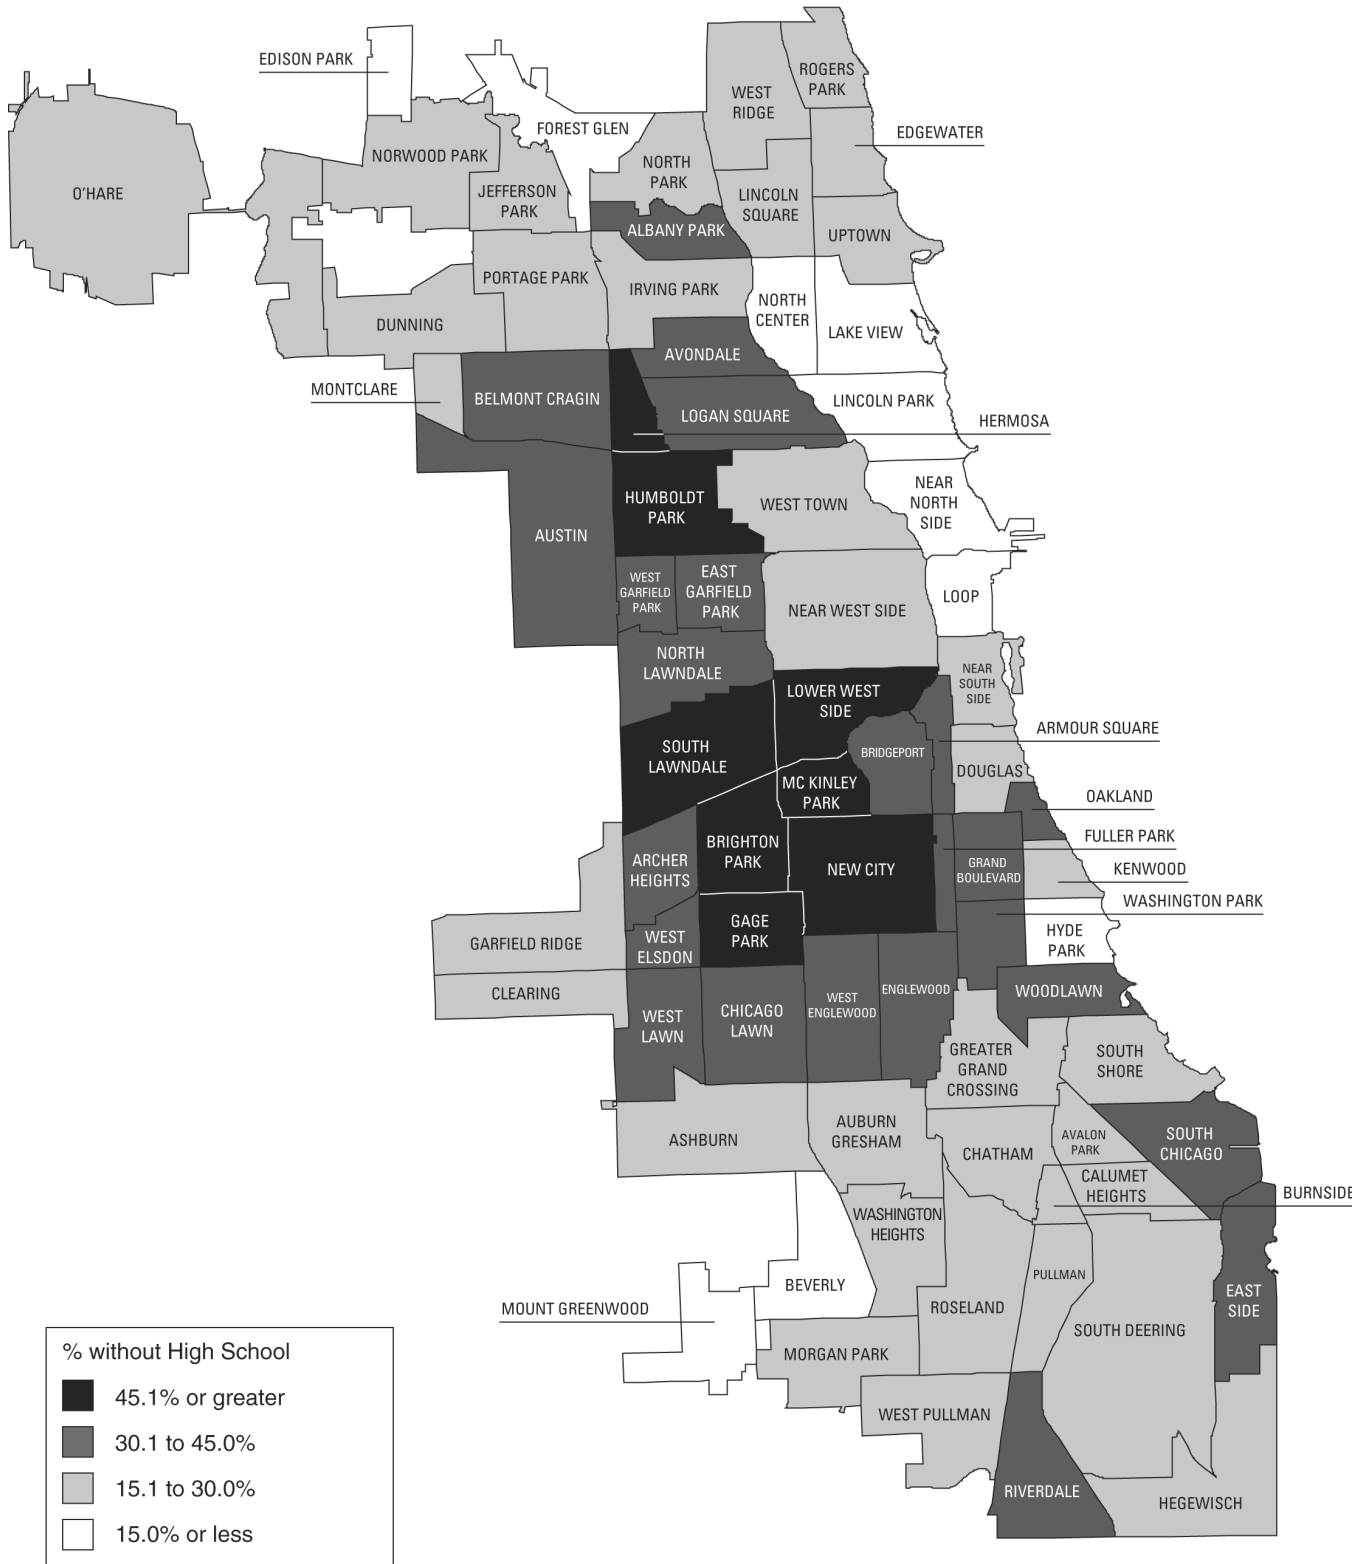 EDISON PARK
ROGERS
PARK
WEST
RIDGE
FOREST GLEN
EDGEWATER
NORWOOD PARK
NORTH
PARK
O'HARE
JEFFERSON
PARK
LINCOLN
SQUARE
ALBANY PARK
UPTOWN
PORTAGE PARK
IRVING PARK
NORTH
CENTER
DUNNING
LAKE VIEW
AVONDALE
MONTCLARE
BELMONT CRAGIN
LINCOLN PARK
LOGAN SQUARE
HERMOSA
NEAR
NORTH
SIDE
HUMBOLDT
PARK
WEST TOWN
AUSTIN
WEST
GARFIELD
PARK
EAST
GARFIELD
PARK
LOOP
NEAR WEST SIDE
NORTH
LAWNDALE
NEAR
SOUTH
SIDE
LOWER WEST
SIDE
ARMOUR SQUARE
SOUTH
LAWNDALE
BRIDGEPORT
DOUGLAS
MC KINLEY
PARK
OAKLAND
FULLER PARK
BRIGHTON
PARK
ARCHER
HEIGHTS
NEW CITY
GRAND
BOULEVARD
KENWOOD
WASHINGTON PARK
GAGE
PARK
HYDE
PARK
GARFIELD RIDGE
WEST
ELSDON
CLEARING
ENGLEWOOD
WOODLAWN
WEST
ENGLEWOOD
WEST
LAWN
CHICAGO
LAWN
GREATER
GRAND
CROSSING
SOUTH
SHORE
ASHBURN
AUBURN
GRESHAM
CHATHAM
AVALON
PARK
SOUTH
CHICAGO
CALUMET
HEIGHTS
BURNSIDE
WASHINGTON
HEIGHTS
PULLMAN
BEVERLY
MOUNT GREENWOOD
ROSELAND
EAST
SIDE
SOUTH DEERING
MORGAN PARK
WEST PULLMAN
RIVERDALE
HEGEWISCH
% without High School
45.1% or greater
30.1 to 45.0%
15.1 to 30.0%
15.0% or less